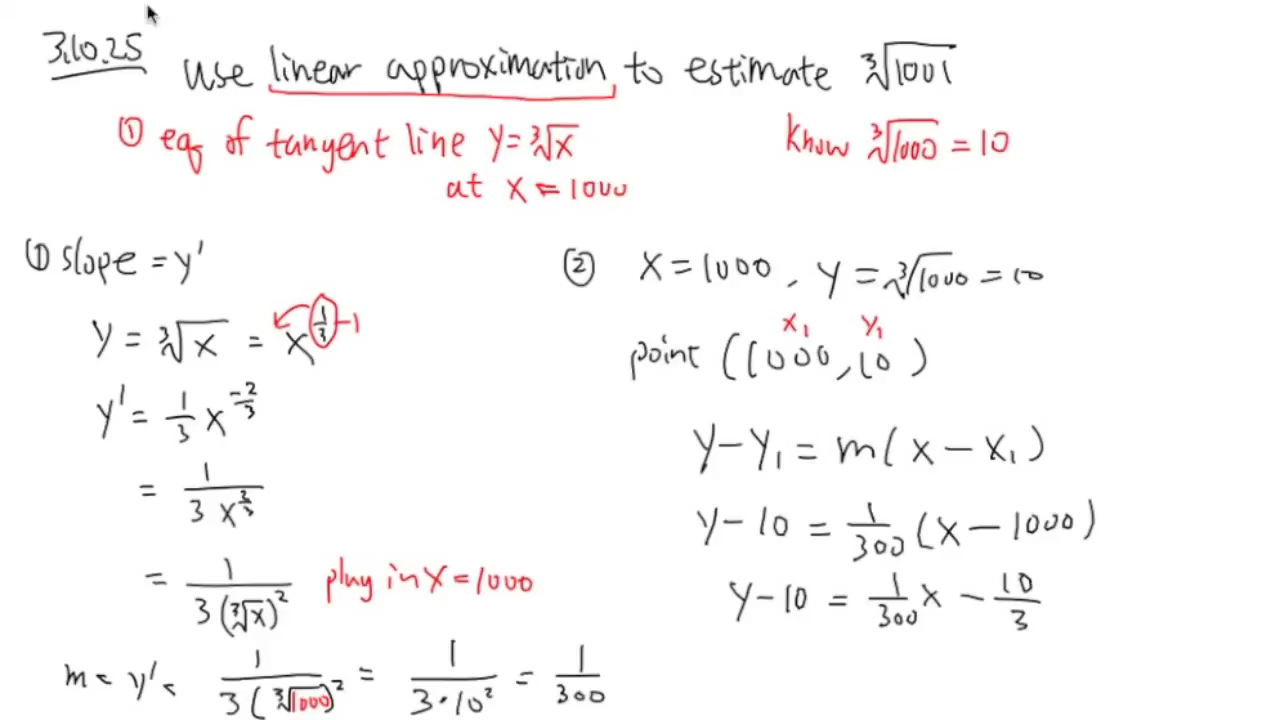 3.10.25 Use linear approximation to estimate ∛1001
① eq of tangent line y=∛x
at x = 1000
know ∛1000 = 10
① slope = y'
y = ∛x = x^(1/3) -1
y' = 1/3 x^(-2/3)
= 1/(3x^(2/3))
= 1/(3(∛x)^2) plug in x = 1000
m = y' = 1/(3(∛1000)^2) = 1/(3·10^2) = 1/300
② x = 1000, y = ∛1000 = 10
x₁ y₁
point (1000, 10)
y - y₁ = m(x - x₁)
y - 10 = 1/300 (x - 1000)
y - 10 = 1/300 x - 10/3